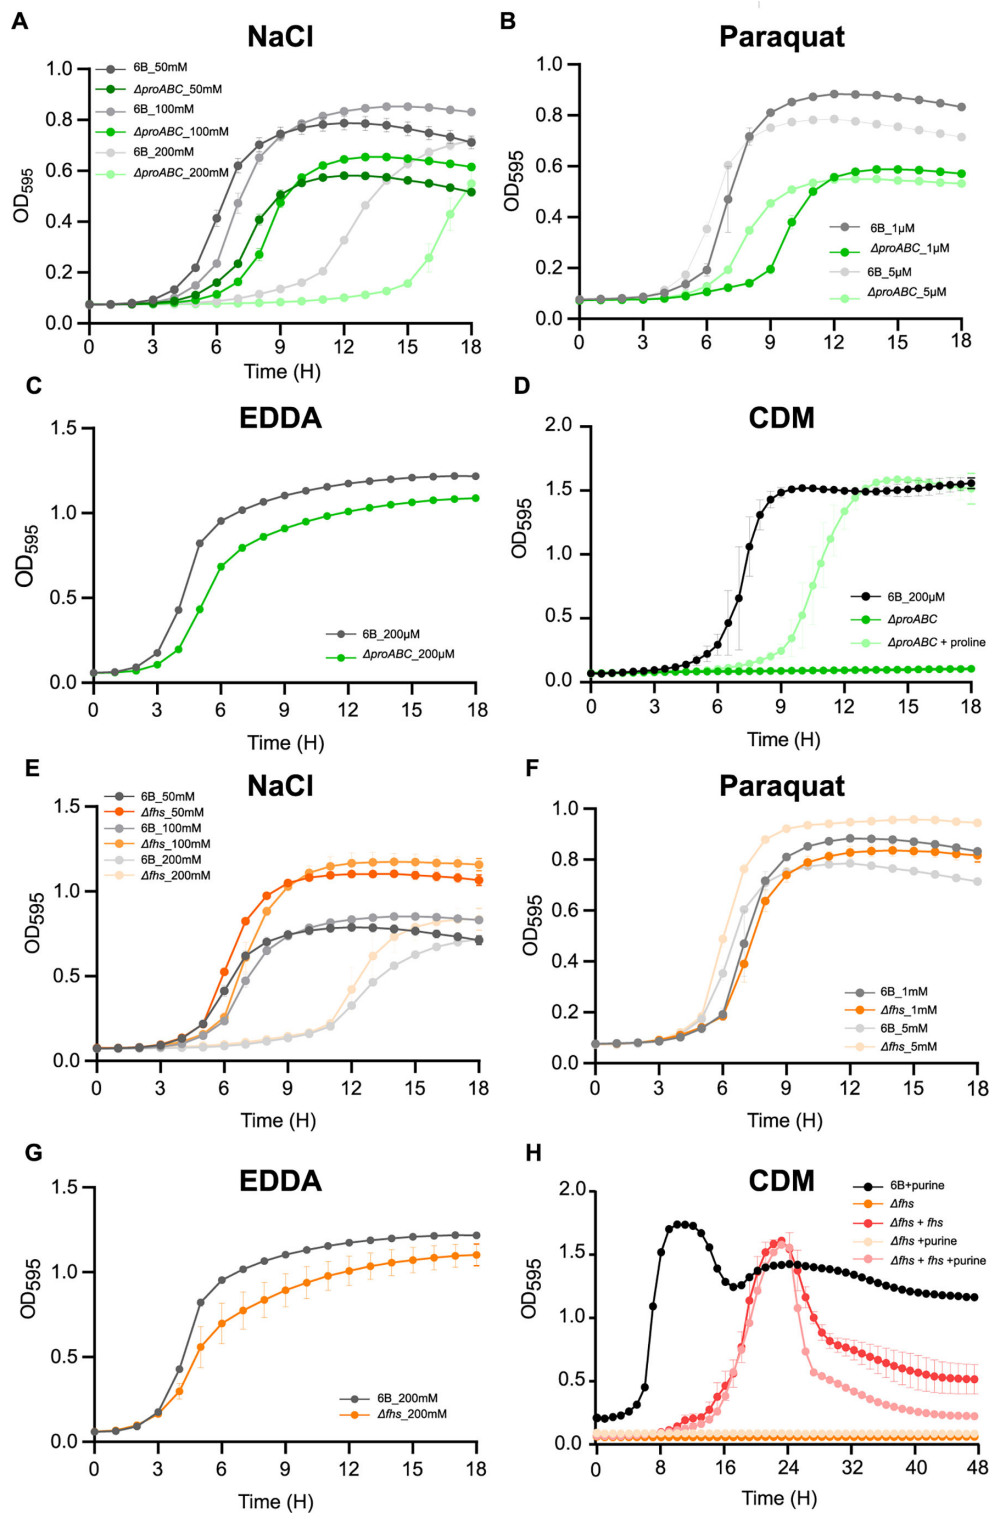 A
NaCl
OD595
1.0
0.8
0.6
0.4
0.2
0.0
6B_50mM
ΔproABC_50mM
6B_100mM
ΔproABC_100mM
6B_200mM
ΔproABC_200mM
0 3 6 9 12 15 18
Time (H)
B
Paraquat
OD595
1.0
0.8
0.6
0.4
0.2
0.0
6B_1µM
ΔproABC_1µM
6B_5µM
ΔproABC_5µM
0 3 6 9 12 15 18
Time (H)
C
EDDA
OD595
1.5
1.0
0.5
0.0
6B_200µM
ΔproABC_200µM
0 3 6 9 12 15 18
Time (H)
D
CDM
OD595
2.0
1.5
1.0
0.5
0.0
6B_200µM
ΔproABC
ΔproABC + proline
0 3 6 9 12 15 18
Time (H)
E
NaCl
OD595
1.5
1.0
0.5
0.0
6B_50mM
Δfhs_50mM
6B_100mM
Δfhs_100mM
6B_200mM
Δfhs_200mM
0 3 6 9 12 15 18
Time (H)
F
Paraquat
OD595
1.0
0.8
0.6
0.4
0.2
0.0
6B_1mM
Δfhs_1mM
6B_5mM
Δfhs_5mM
0 3 6 9 12 15 18
Time (H)
G
EDDA
OD595
1.5
1.0
0.5
0.0
6B_200mM
Δfhs_200mM
0 3 6 9 12 15 18
Time (H)
H
CDM
OD595
2.0
1.5
1.0
0.5
0.0
6B+purine
Δfhs
Δfhs + fhs
Δfhs +purine
Δfhs + fhs +purine
0 8 16 24 32 40 48
Time (H)